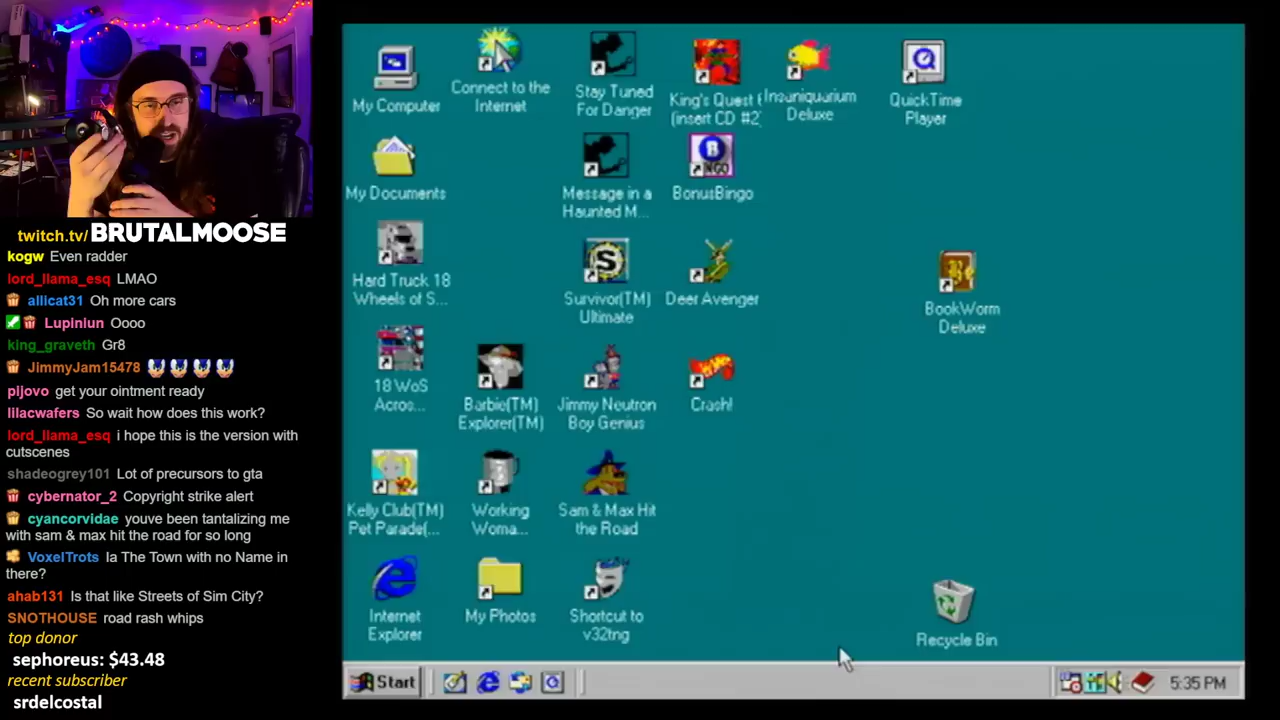 twitch.tv/BRUTALMOOSE
kogw Even radder
lord_llama_esq LMAO
allicat31 Oh more cars
Lupiniun Oooo
king_graveth Gr8
JimmyJam15478
pijovo get your ointment ready
lilacwafers So wait how does this work?
lord_llama_esq i hope this is the version with
cutscenes
shadeogrey101 Lot of precursors to gta
cybernator_2 Copyright strike alert
cyancorvidae youve been tantalizing me
with sam & max hit the road for so long
VoxelTrots Ia The Town with no Name in
there?
ahab131 Is that like Streets of Sim City?
SNOTHOUSE road rash whips
top donor
sephoreus: $43.48
recent subscriber
srdelcostal
My Computer
Connect to the
Internet
Stay Tuned
For Danger
King's Quest
(insert CD #2)
Insaniquarium
Deluxe
QuickTime
Player
My Documents
Message in a
Haunted M...
BINGO
BonusBingo
Hard Truck 18
Wheels of S...
S
Survivor(TM)
Ultimate
Deer Avenger
BookWorm
Deluxe
18 WoS
Acros...
Barbie(TM)
Explorer(TM)
Jimmy Neutron
Boy Genius
Crash!
Kelly Club(TM)
Pet Parade(...
Working
Woma...
Sam & Max Hit
the Road
Internet
Explorer
My Photos
Shortcut to
v32tng
Recycle Bin
Start
5:35 PM